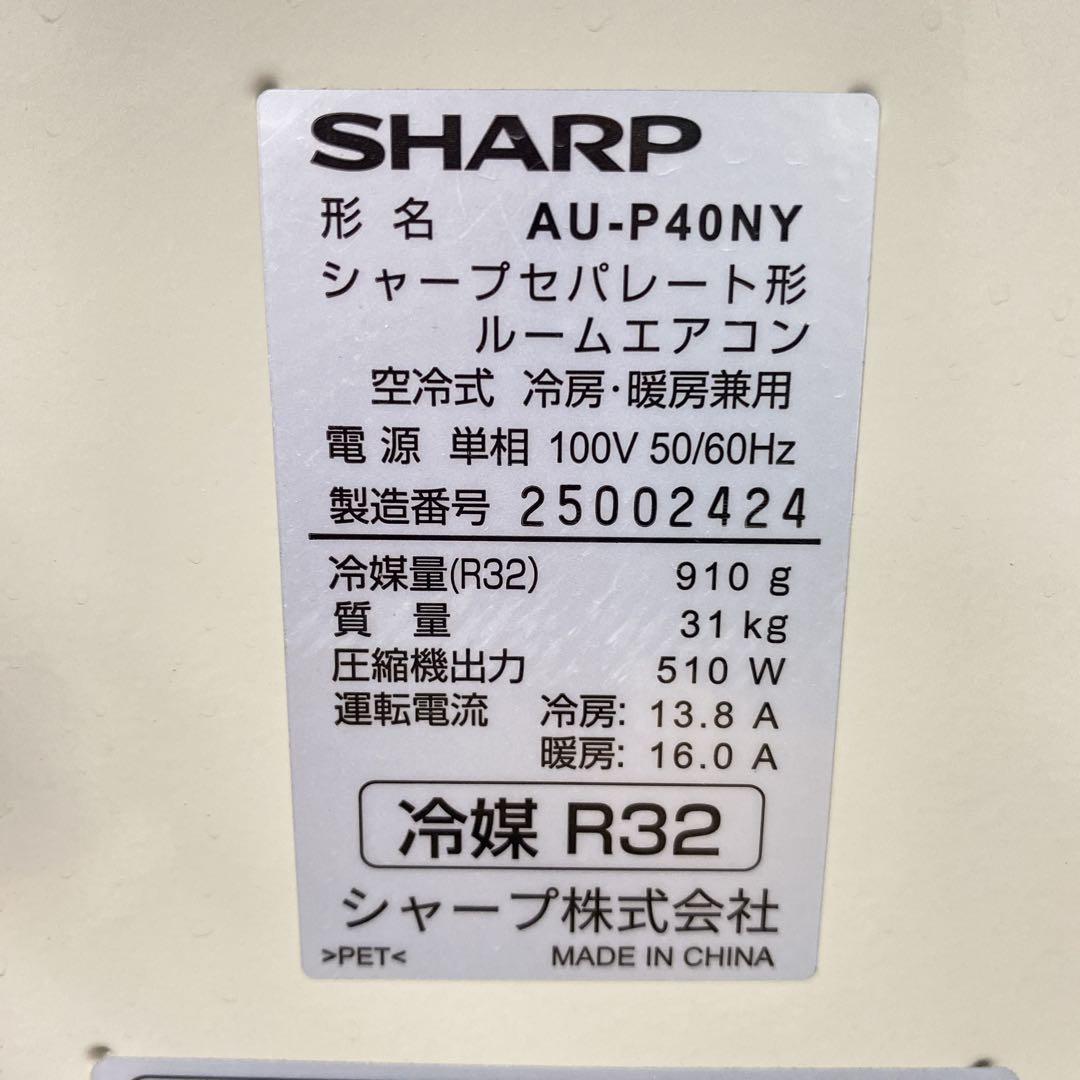 SHARP
形名 AU-P40NY
シャープセパレート形
ルームエアコン
空冷式 冷房・暖房兼用
電源 単相 100V 50/60Hz
製造番号 25002424
冷媒量(R32) 910 g
質量 31 kg
圧縮機出力 510 W
運転電流 冷房: 13.8 A
暖房: 16.0 A
冷媒 R32
シャープ株式会社
>PET< MADE IN CHINA